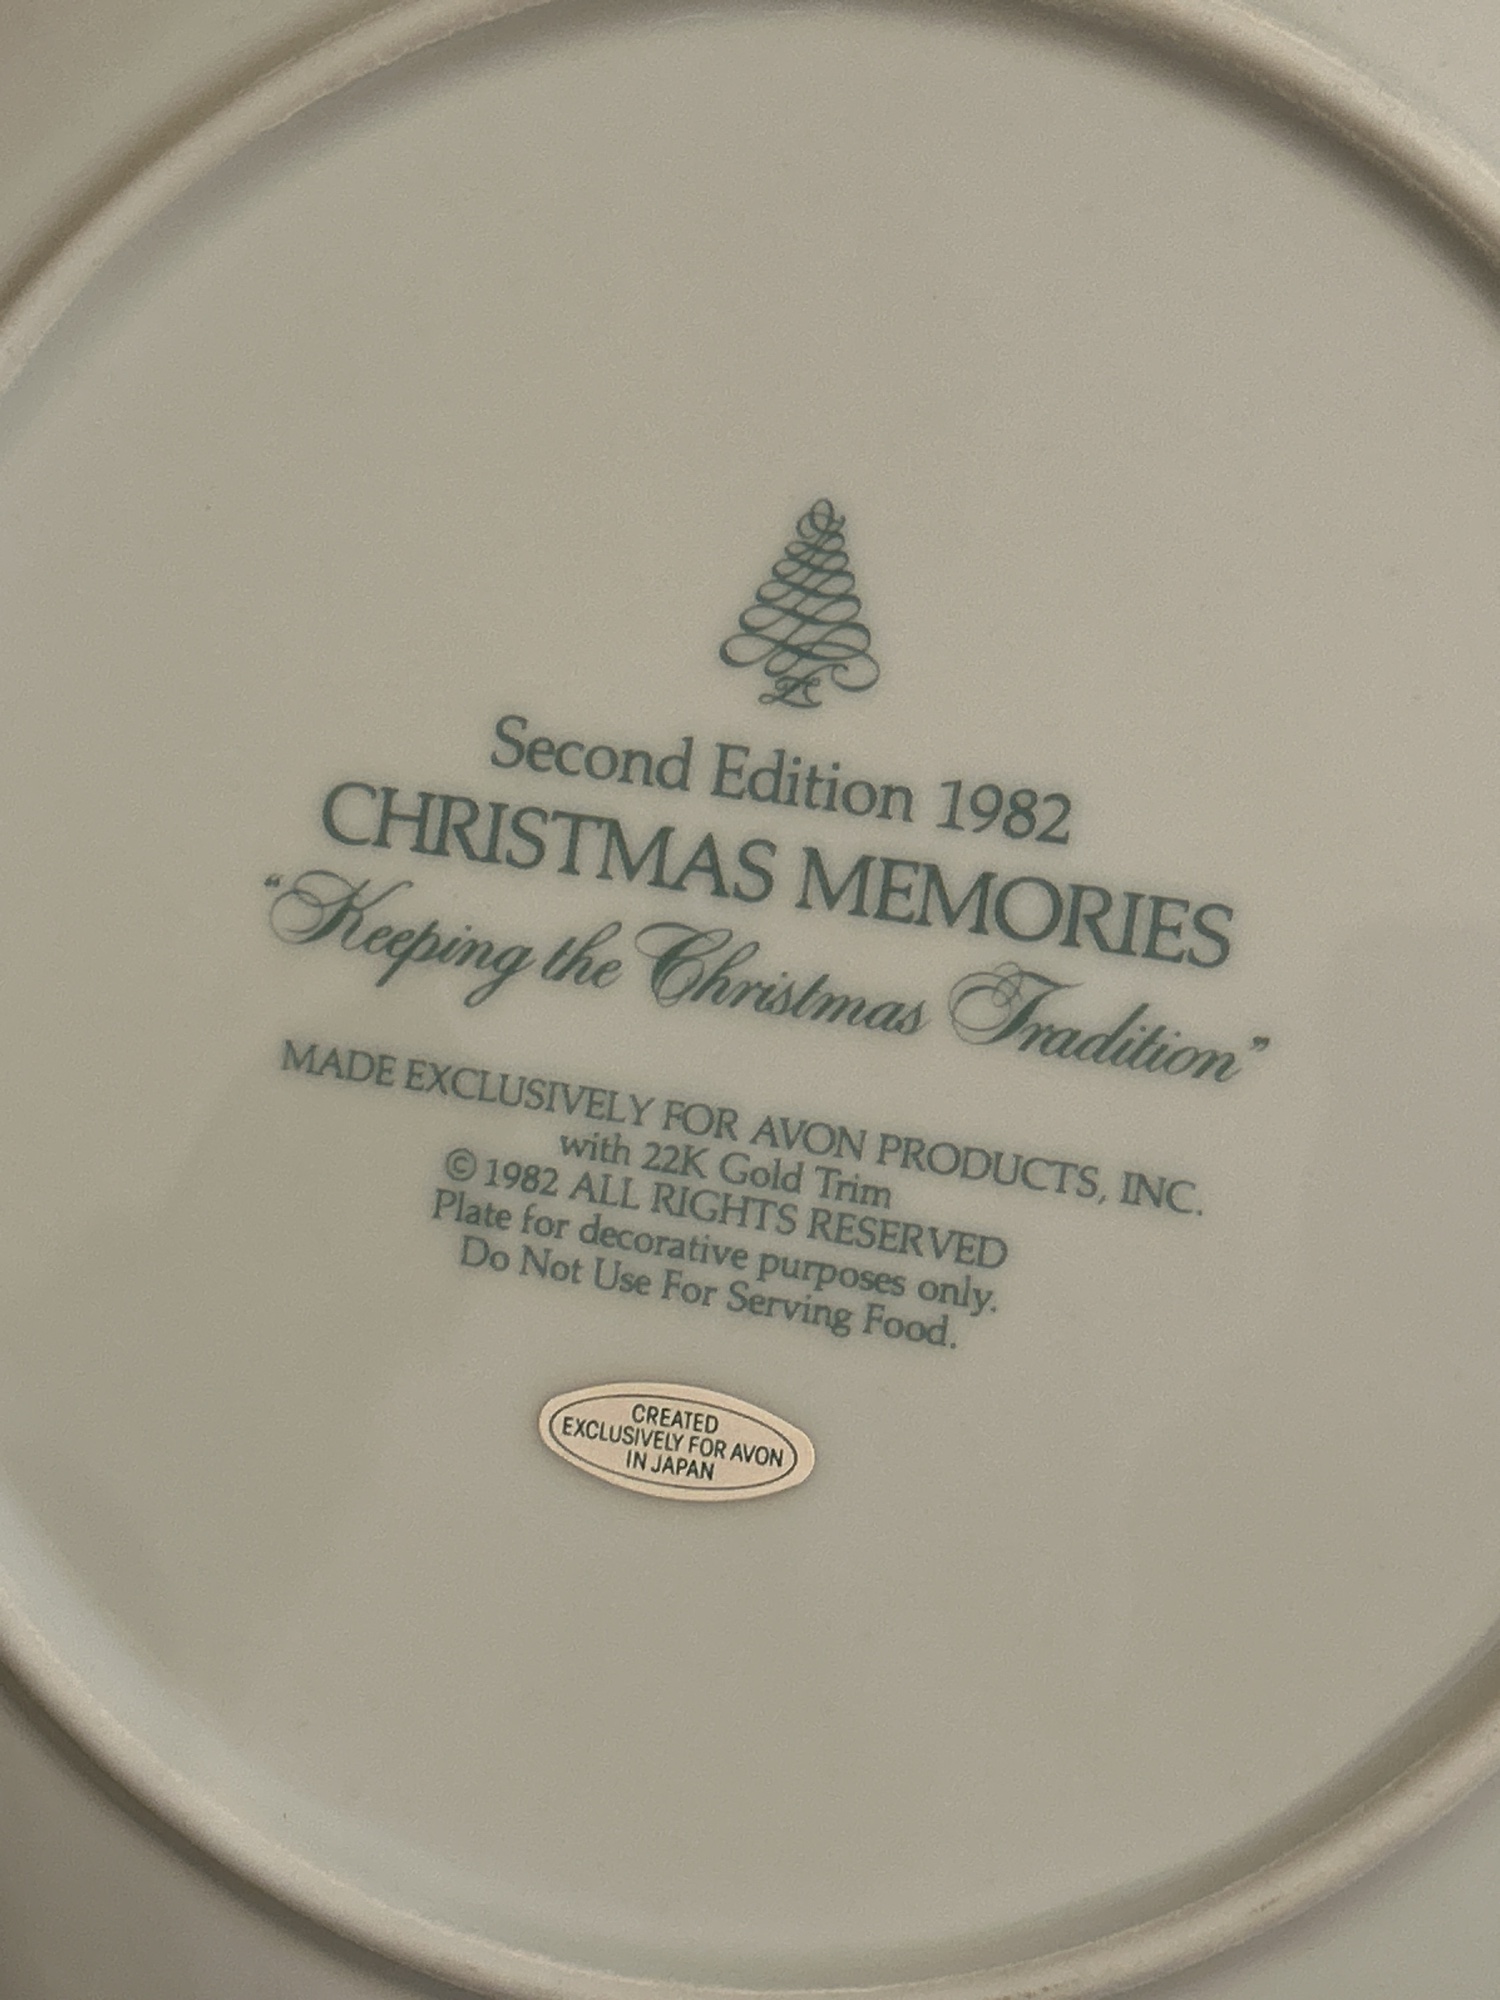 Second Edition 1982
CHRISTMAS MEMORIES
“Keeping the Christmas Tradition”
MADE EXCLUSIVELY FOR AVON PRODUCTS, INC.
with 22K Gold Trim
© 1982 ALL RIGHTS RESERVED
Plate for decorative purposes only.
Do Not Use For Serving Food.
CREATED
EXCLUSIVELY FOR AVON
IN JAPAN